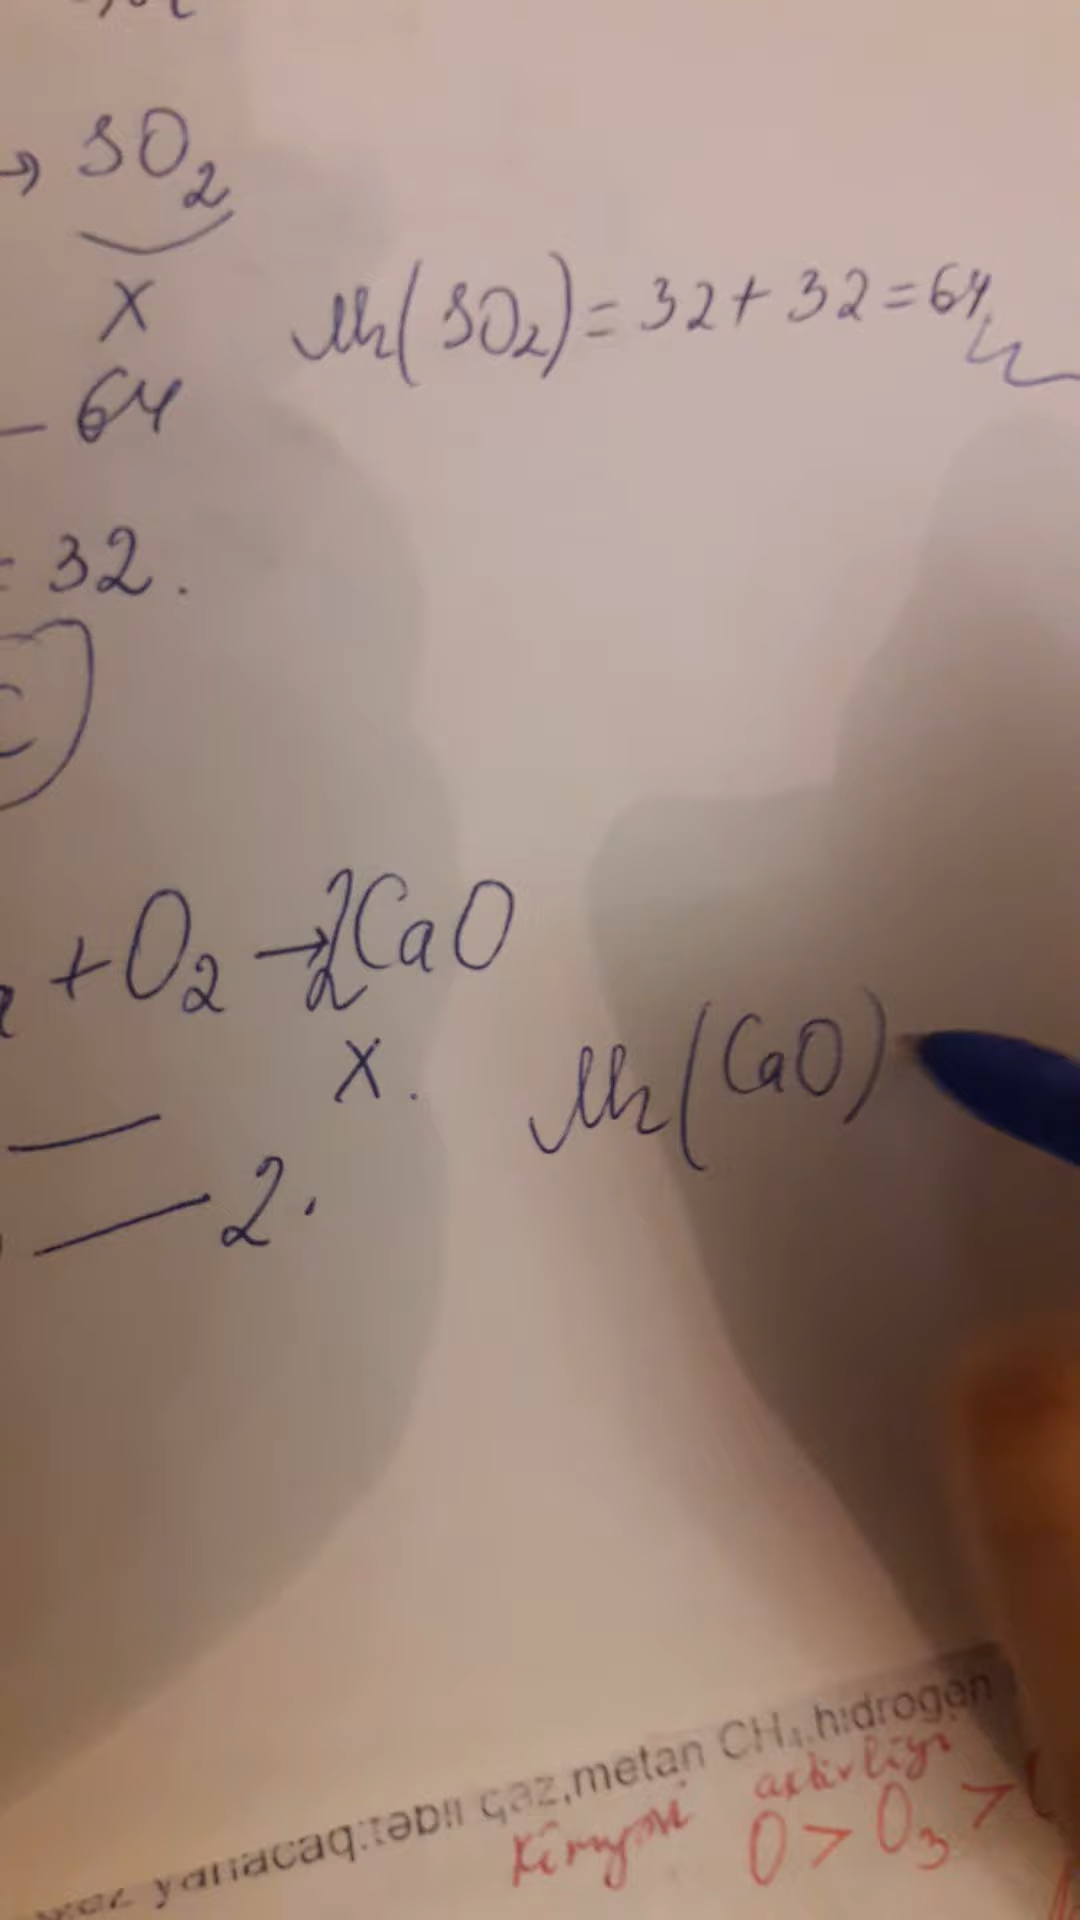 → SO₂
x
Mr(SO₂) = 32 + 32 = 64
— 64
= 32.
C
+ O₂ → 2CaO
x.
Mr(CaO)
— 2.
yanacaq:təbii qaz,metan CH₄,hidrogen
Kimyəvi aktivliyi
O > O₃ >